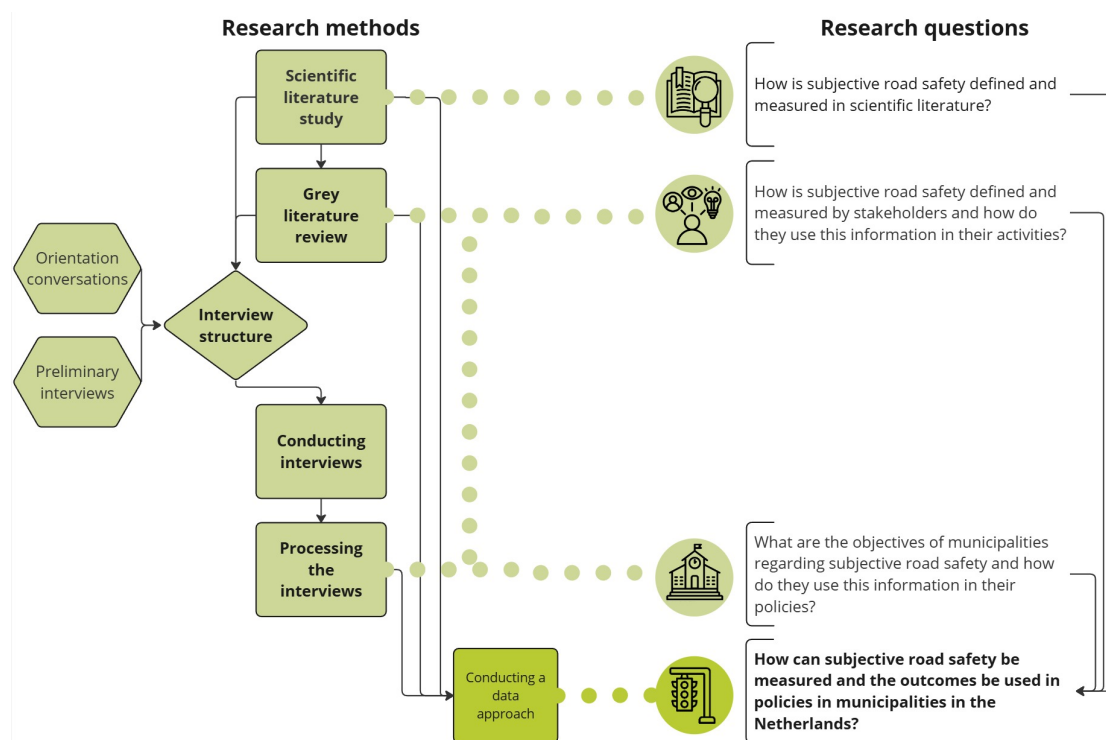 Research methods
Research questions
Scientific
literature
study
How is subjective road safety defined and
measured in scientific literature?
Grey
literature
review
How is subjective road safety defined and
measured by stakeholders and how do
they use this information in their activities?
Orientation
conversations
Interview
structure
Preliminary
interviews
Conducting
interviews
Processing
the
interviews
What are the objectives of municipalities
regarding subjective road safety and how
do they use this information in their
policies?
Conducting a
data
approach
How can subjective road safety be
measured and the outcomes be used in
policies in municipalities in the
Netherlands?